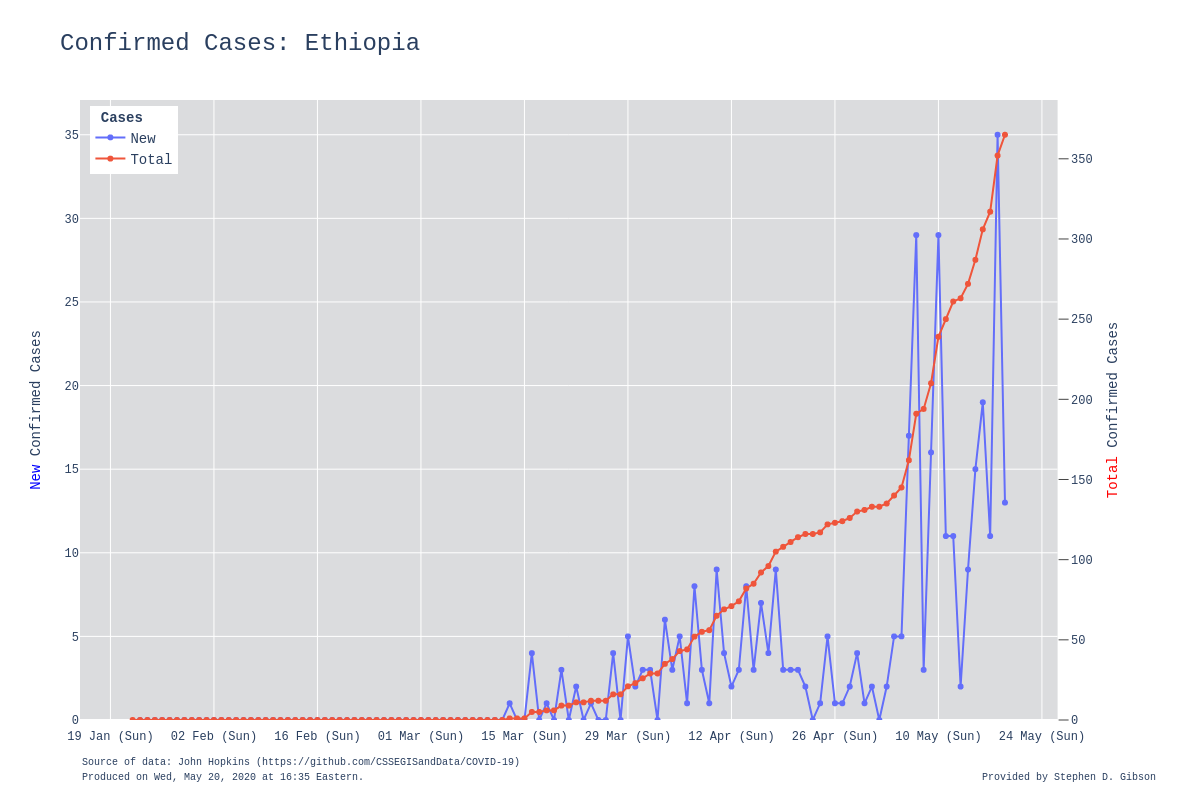 Confirmed Cases: Ethiopia
Cases
New
Total
35
30
25
20
15
10
5
0
350
300
250
200
150
100
50
0
New Confirmed Cases
Total Confirmed Cases
19 Jan (Sun) 02 Feb (Sun) 16 Feb (Sun) 01 Mar (Sun) 15 Mar (Sun) 29 Mar (Sun) 12 Apr (Sun) 26 Apr (Sun) 10 May (Sun) 24 May (Sun)
Source of data: John Hopkins (https://github.com/CSSEGISandData/COVID-19)
Produced on Wed, May 20, 2020 at 16:35 Eastern.
Provided by Stephen D. Gibson